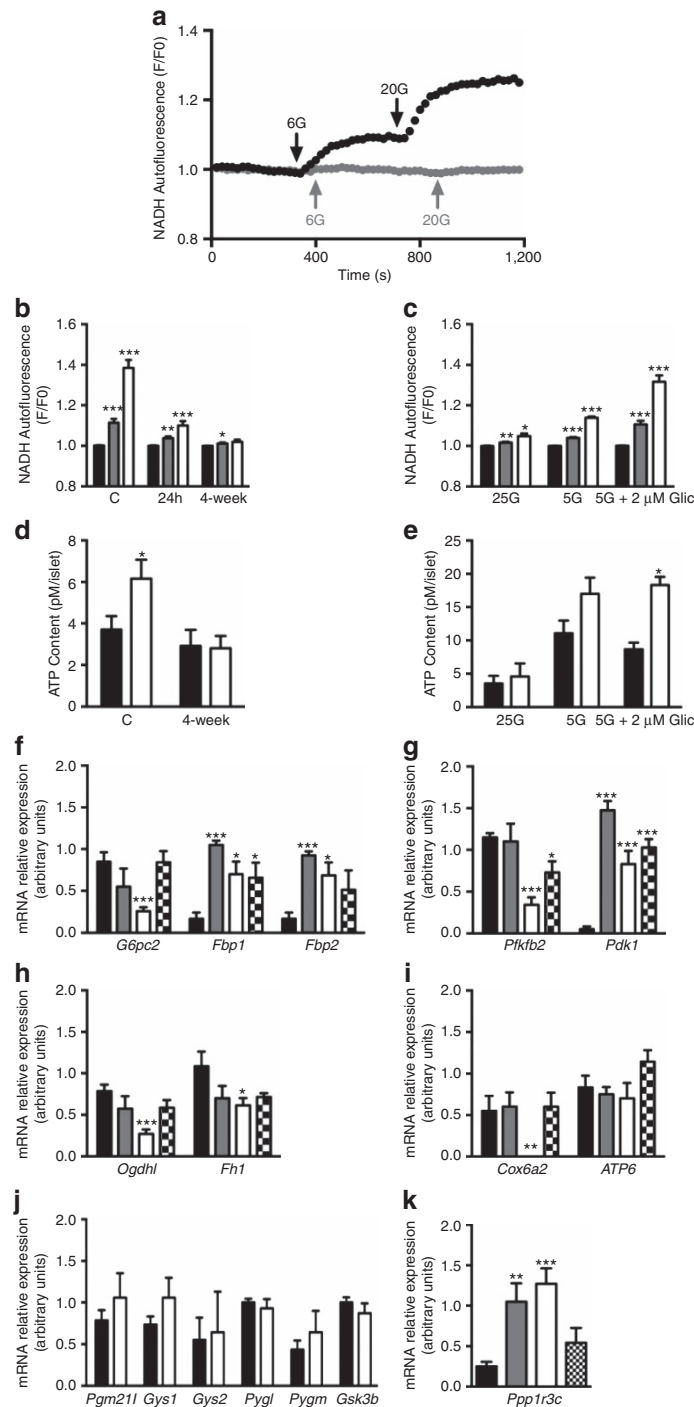 a
NADH Autofluorescence (F/F0)
1.4
1.2
1.0
0.8
6G
20G
6G
20G
0
400
800
1,200
Time (s)
b
NADH Autofluorescence
(F/F0)
1.6
1.4
1.2
1.0
0.8
***
***
**
***
*
C
24h
4-week
c
NADH Autofluorescence
(F/F0)
1.6
1.4
1.2
1.0
0.8
**
*
***
***
***
***
25G
5G
5G + 2 μM Glic
d
ATP Content (pM/islet)
8
6
4
2
0
*
C
4-week
e
ATP Content (pM/islet)
25
20
15
10
5
0
*
25G
5G
5G + 2 μM Glic
f
mRNA relative expression
(arbitrary units)
2.0
1.5
1.0
0.5
0.0
***
***
*
*
***
*
G6pc2
Fbp1
Fbp2
g
mRNA relative expression
(arbitrary units)
2.0
1.5
1.0
0.5
0.0
***
*
***
***
***
Pfkfb2
Pdk1
h
mRNA relative expression
(arbitrary units)
2.0
1.5
1.0
0.5
0.0
***
*
Ogdhl
Fh1
i
mRNA relative expression
(arbitrary units)
2.0
1.5
1.0
0.5
0.0
**
Cox6a2
ATP6
j
mRNA relative expression
(arbitrary units)
2.0
1.5
1.0
0.5
0.0
Pgm21l
Gys1
Gys2
Pygl
Pygm
Gsk3b
k
mRNA relative expression
(arbitrary units)
2.0
1.5
1.0
0.5
0.0
**
***
Ppp1r3c